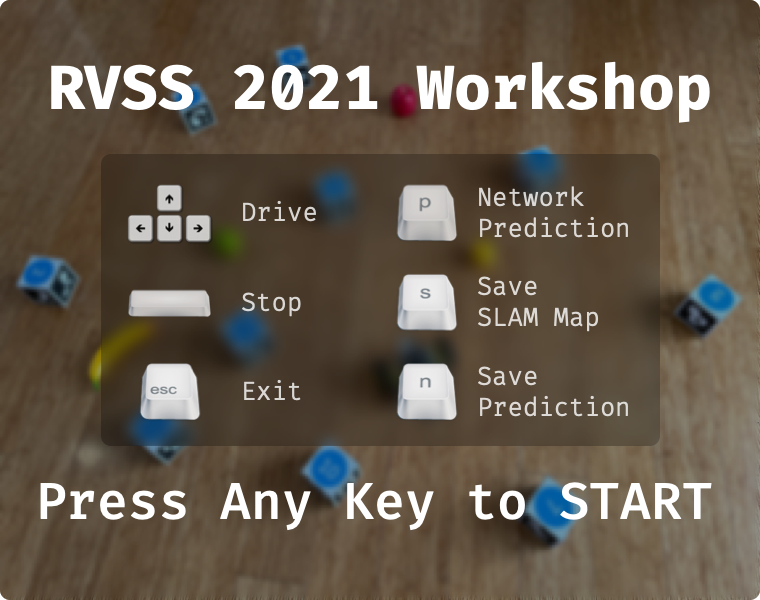 RVSS 2021 Workshop
Drive
p
Network
Prediction
Stop
s
Save
SLAM Map
esc
Exit
n
Save
Prediction
Press Any Key to START